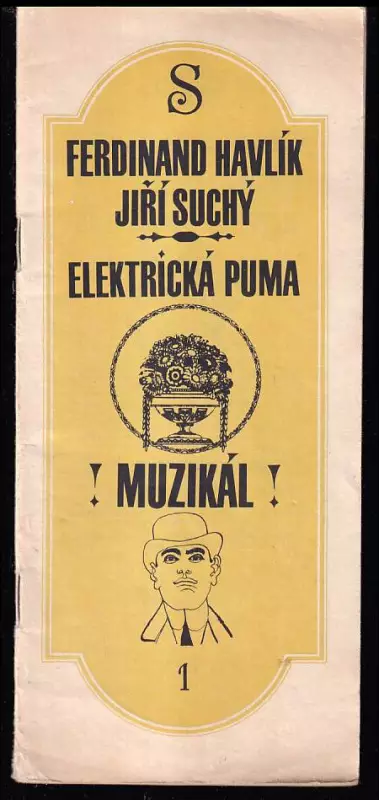 S
FERDINAND HAVLÍK
JIŘÍ SUCHÝ
ELEKTRICKÁ PUMA
! MUZIKÁL !
1